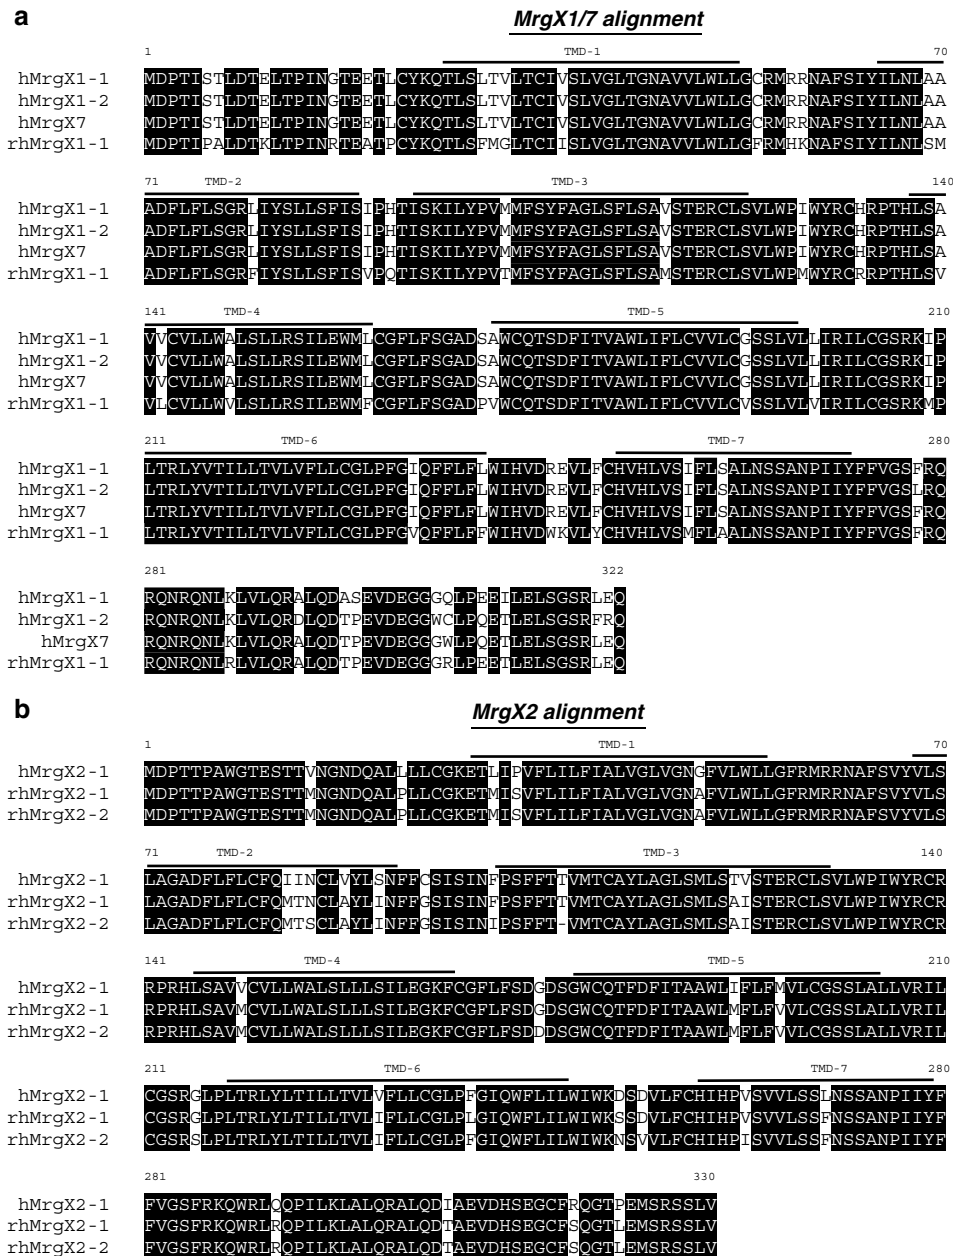 a
MrgX1/7 alignment
1 TMD-1 70
hMrgX1-1 MDPTISTLDTELTPINGTEETLCYKQTLSLTVLTCIVSLVGLTGNAVVLWLLGCRMRRNAFSIYILNLAA
hMrgX1-2 MDPTISTLDTELTPINGTEETLCYKQTLSLTVLTCIVSLVGLTGNAVVLWLLGCRMRRNAFSIYILNLAA
hMrgX7 MDPTISTLDTELTPINGTEETLCYKQTLSLTVLTCIVSLVGLTGNAVVLWLLGCRMRRNAFSIYILNLAA
rhMrgX1-1 MDPTIPALDTKLTPINRTEATPCYKQTLSFMGLTCIISLVGLTGNAVVLWLLGFRMHKNAFSIYILNLSM
71 TMD-2 TMD-3 140
hMrgX1-1 ADFLFLSGRLIYSLLSFISIPHTISKILYPVMMFSYFAGLSFLSAVSTERCLSVLWPIWYRCHRPTHLSA
hMrgX1-2 ADFLFLSGRLIYSLLSFISIPHTISKILYPVMMFSYFAGLSFLSAVSTERCLSVLWPIWYRCHRPTHLSA
hMrgX7 ADFLFLSGRLIYSLLSFISIPHTISKILYPVMMFSYFAGLSFLSAVSTERCLSVLWPIWYRCHRPTHLSA
rhMrgX1-1 ADFLFLSGRFIYSLLSFISVPQTISKILYPVTMFSYFAGLSFLSAMSTERCLSVLWPMWYRCRRPTHLSV
141 TMD-4 TMD-5 210
hMrgX1-1 VVCVLLWALSLLRSILEWMLCGFLFSGADSAWCQTSDFITVAWLIFLCVVLCGSSLVLLIRILCGSRKIP
hMrgX1-2 VVCVLLWALSLLRSILEWMLCGFLFSGADSAWCQTSDFITVAWLIFLCVVLCGSSLVLLIRILCGSRKIP
hMrgX7 VVCVLLWALSLLRSILEWMLCGFLFSGADSAWCQTSDFITVAWLIFLCVVLCGSSLVLLIRILCGSRKIP
rhMrgX1-1 VLCVLLWVLSLLRSILEWMFCGFLFSGADPVWCQTSDFITVAWLIFLCVVLCVSSLVLVIRILCGSRKMP
211 TMD-6 TMD-7 280
hMrgX1-1 LTRLYVTILLTVLVFLLCGLPFGIQFFLFLWIHVDREVLFCHVHLVSIFLSALNSSANPIIYFFVGSFRQ
hMrgX1-2 LTRLYVTILLTVLVFLLCGLPFGIQFFLFLWIHVDREVLFCHVHLVSIFLSALNSSANPIIYFFVGSLRQ
hMrgX7 LTRLYVTILLTVLVFLLCGLPFGIQFFLFLWIHVDREVLFCHVHLVSIFLSALNSSANPIIYFFVGSFRQ
rhMrgX1-1 LTRLYVTILLTVLVFLLCGLPFGVQFFLFFWIHVDWKVLYCHVHLVSMFLAALNSSANPIIYFFVGSFRQ
281 322
hMrgX1-1 RQNRQNLKLVLQRALQDASEVDEGGGQLPEEILELSGSRLEQ
hMrgX1-2 RQNRQNLKLVLQRDLQDTPEVDEGGWCLPQETLELSGSRFRQ
hMrgX7 RQNRQNLKLVLQRALQDTPEVDEGGGWLPQETLELSGSRLEQ
rhMrgX1-1 RQNRQNLRLVLQRALQDTPEVDEGGGRLPEETLELSGSRLEQ
b
MrgX2 alignment
1 TMD-1 70
hMrgX2-1 MDPTTPAWGTESTTVNGNDQALLLLCGKETLIPVFLILFIALVGLVGNGFVLWLLGFRMRRNAFSVYVLS
rhMrgX2-1 MDPTTPAWGTESTTMNGNDQALPLLCGKETMISVFLILFIALVGLVGNAFVLWLLGFRMRRNAFSVYVLS
rhMrgX2-2 MDPTTPAWGTESTTMNGNDQALPLLCGKETMISVFLILFIALVGLVGNAFVLWLLGFRMRRNAFSVYVLS
71 TMD-2 TMD-3 140
hMrgX2-1 LAGADFLFLCFQIINCLVYLSNFFCSISINFPSFFTTVMTCAYLAGLSMLSTVSTERCLSVLWPIWYRCR
rhMrgX2-1 LAGADFLFLCFQMTNCLAYLINFFGSISINFPSFFTTVMTCAYLAGLSMLSAISTERCLSVLWPIWYRCR
rhMrgX2-2 LAGADFLFLCFQMTSCLAYLINFFGSISINIPSFFT-VMTCAYLAGLSMLSAISTERCLSVLWPIWYRCR
141 TMD-4 TMD-5 210
hMrgX2-1 RPRHLSAVVCVLLWALSLLLSILEGKFCGFLFSDGDSGWCQTFDFITAAWLIFLFMVLCGSSLALLVRIL
rhMrgX2-1 RPRHLSAVMCVLLWALSLLLSILEGKFCGFLFSDGDSGWCQTFDFITAAWLMFLFVVLCGSSLALLVRIL
rhMrgX2-2 RPRHLSAVMCVLLWALSLLLSILEGKFCGFLFSDDDSGWCQTFDFITAAWLMFLFVVLCGSSLALLVRIL
211 TMD-6 TMD-7 280
hMrgX2-1 CGSRGLPLTRLYLTILLTVLVFLLCGLPFGIQWFLILWIWKDSDVLFCHIHPVSVVLSSLNSSANPIIYF
rhMrgX2-1 CGSRGLPLTRLYLTILLTVLIFLLCGLPLGIQWFLILWIWKSSDVLFCHIHPVSVVLSSFNSSANPIIYF
rhMrgX2-2 CGSRSLPLTRLYLTILLTVLIFLLCGLPFGIQWFLILWIWKNSVVLFCHIHPISVVLSSFNSSANPIIYF
281 330
hMrgX2-1 FVGSFRKQWRLQQPILKLALQRALQDIAEVDHSEGCFRQGTPEMSRSSLV
rhMrgX2-1 FVGSFRKQWRLRQPILKLALQRALQDTAEVDHSEGCFSQGTLEMSRSSLV
rhMrgX2-2 FVGSFRKQWRLRQPILKLALQRALQDTAEVDHSEGCFSQGTLEMSRSSLV